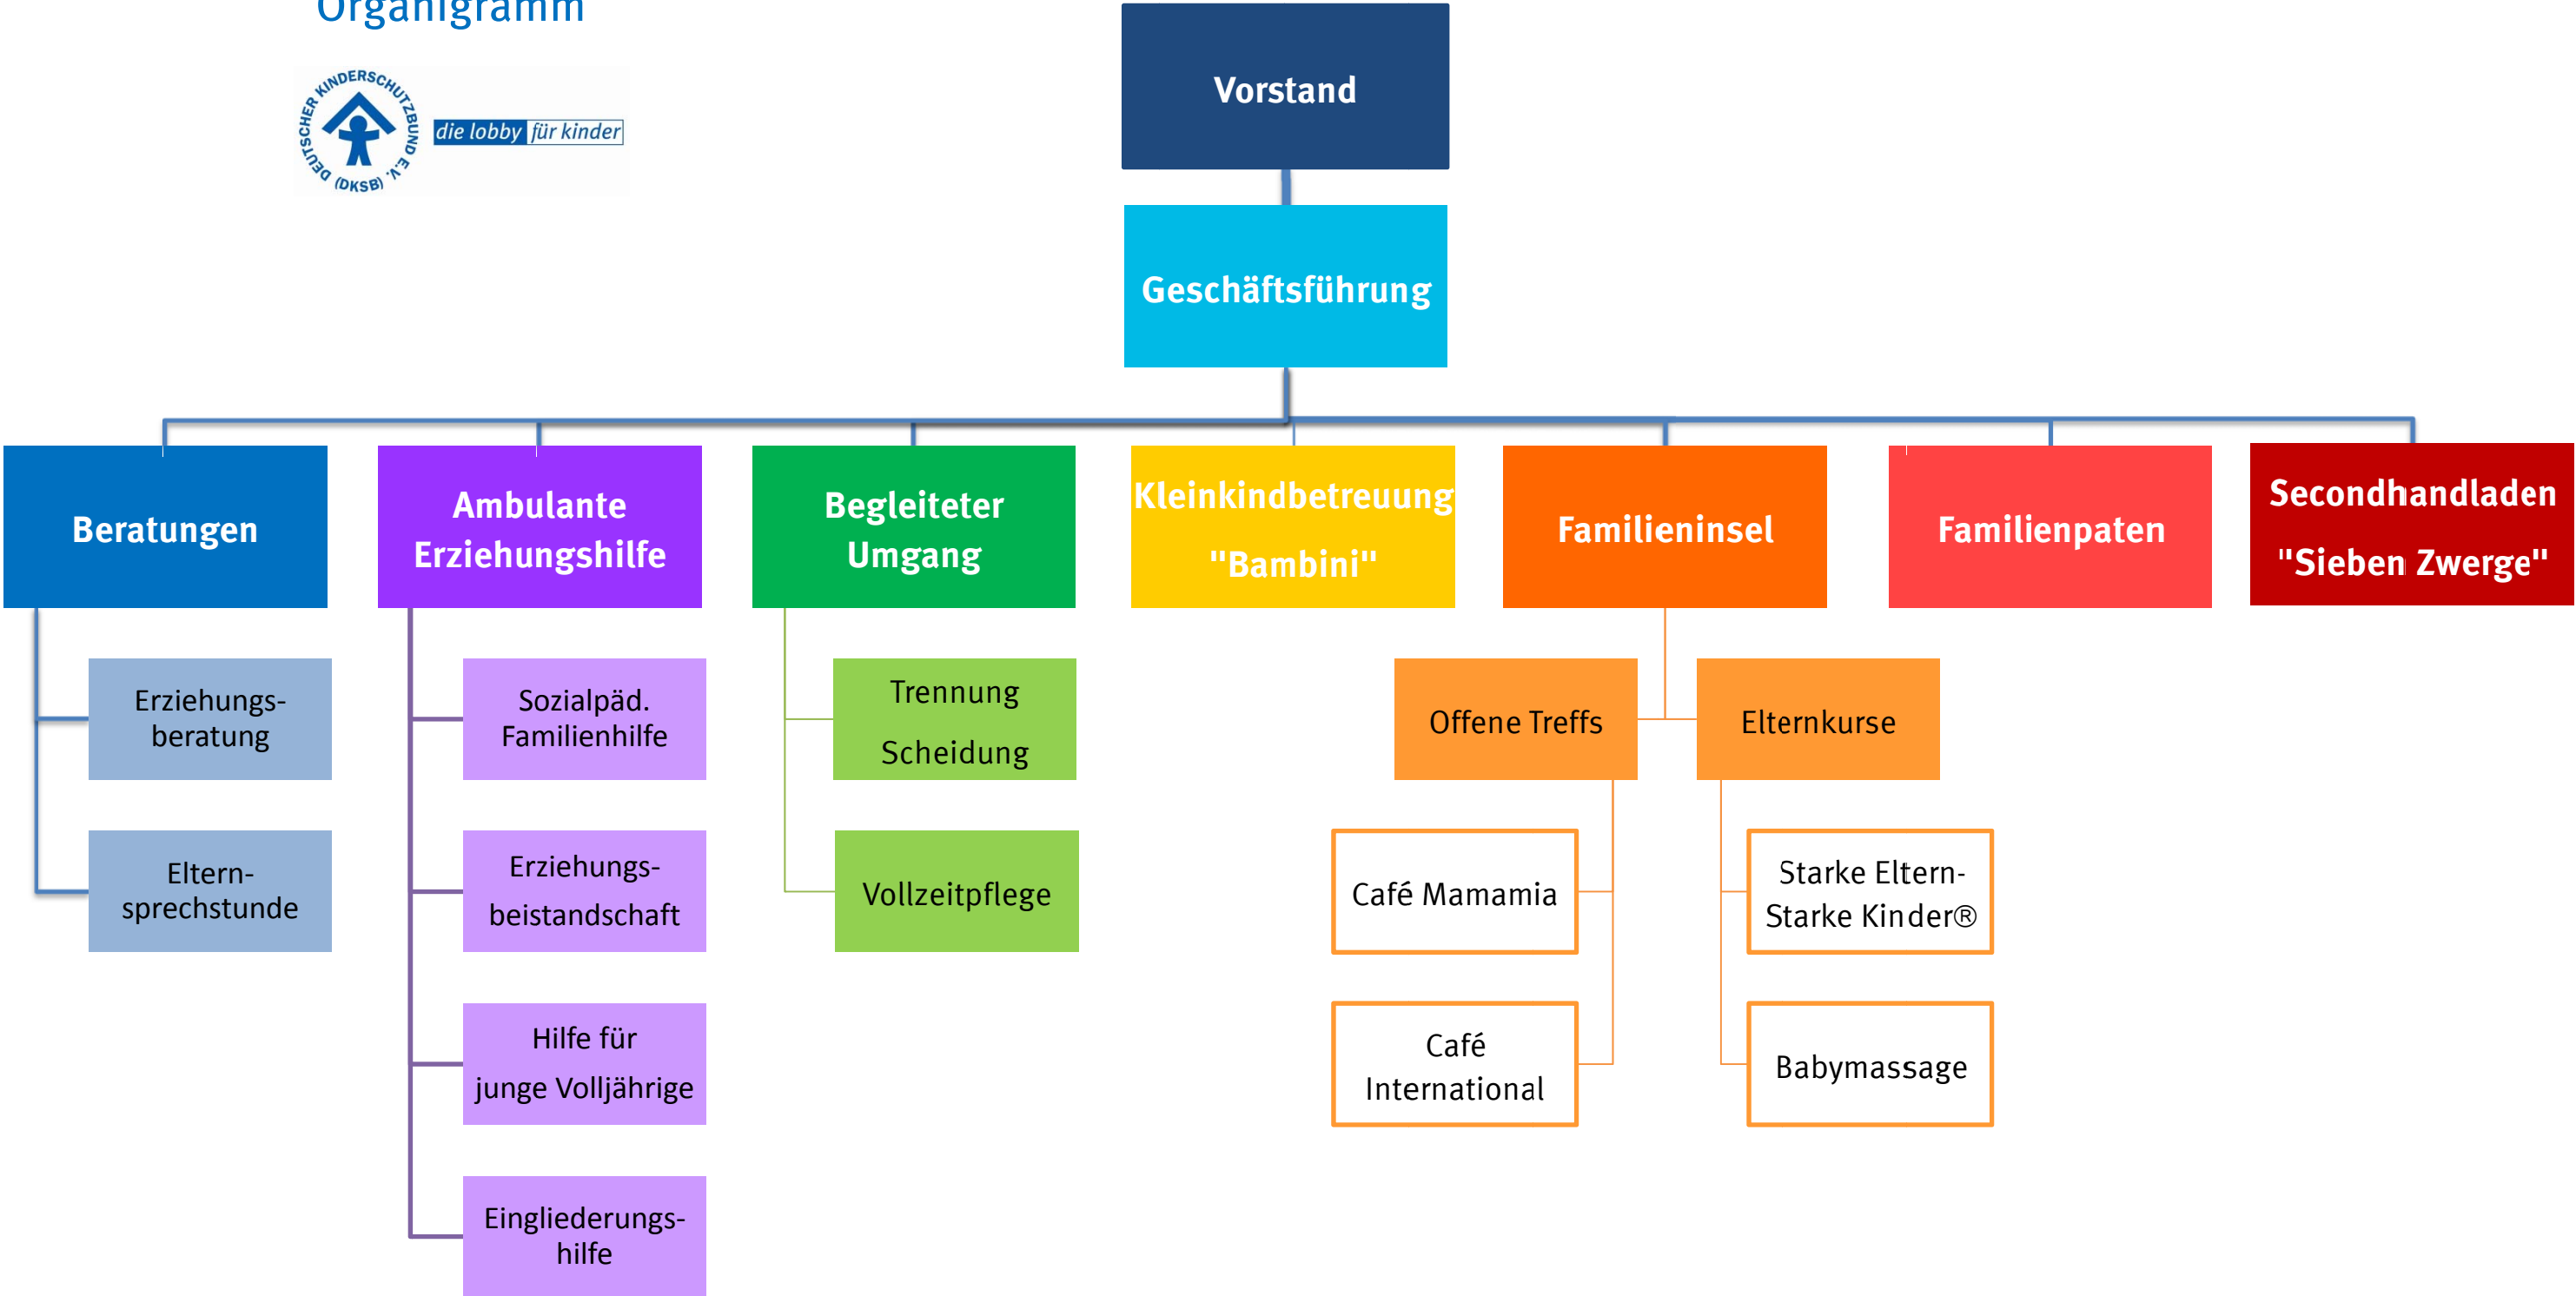 Organigramm
DEUTSCHER KINDERSCHUTZBUND E.V.
(DKSB)
die lobby für kinder
Vorstand
Geschäftsführung
Beratungen
Ambulante
Erziehungshilfe
Begleiteter
Umgang
Kleinkindbetreuung
"Bambini"
Familieninsel
Familienpaten
Secondhandladen
"Sieben Zwerge"
Erziehungs-
beratung
Eltern-
sprechstunde
Sozialpäd.
Familienhilfe
Erziehungs-
beistandschaft
Hilfe für
junge Volljährige
Eingliederungs-
hilfe
Trennung
Scheidung
Vollzeitpflege
Offene Treffs
Café Mamamia
Café
International
Elternkurse
Starke Eltern-
Starke Kinder®
Babymassage